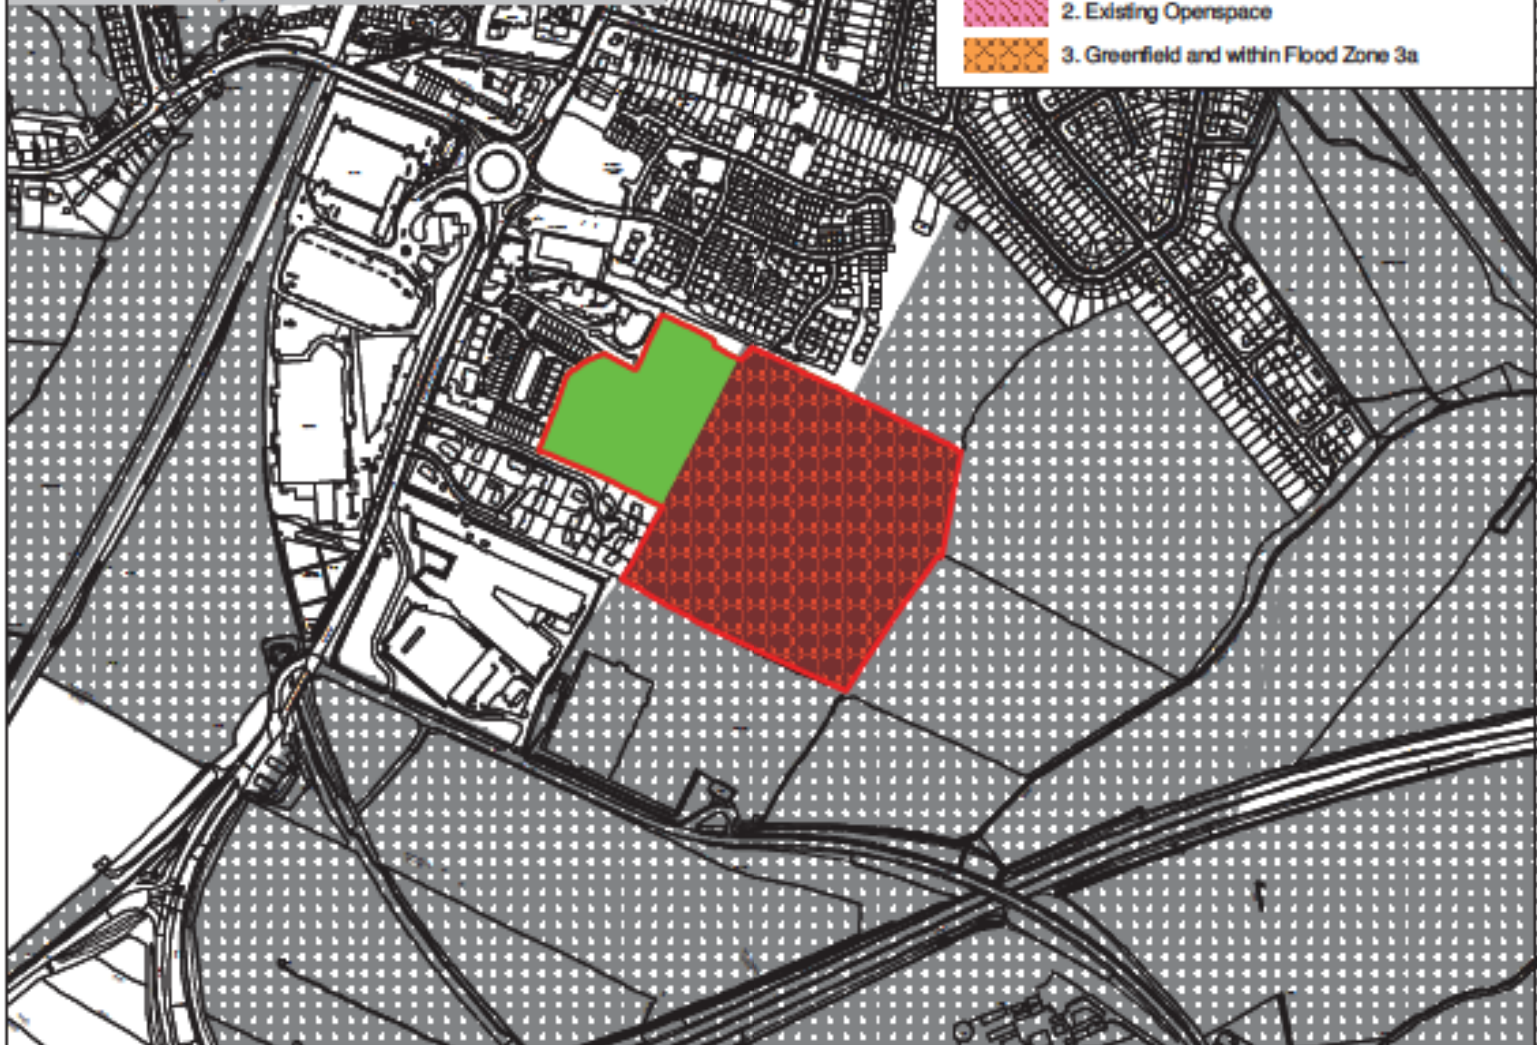 2. Existing Openspace
3. Greenfield and within Flood Zone 3a